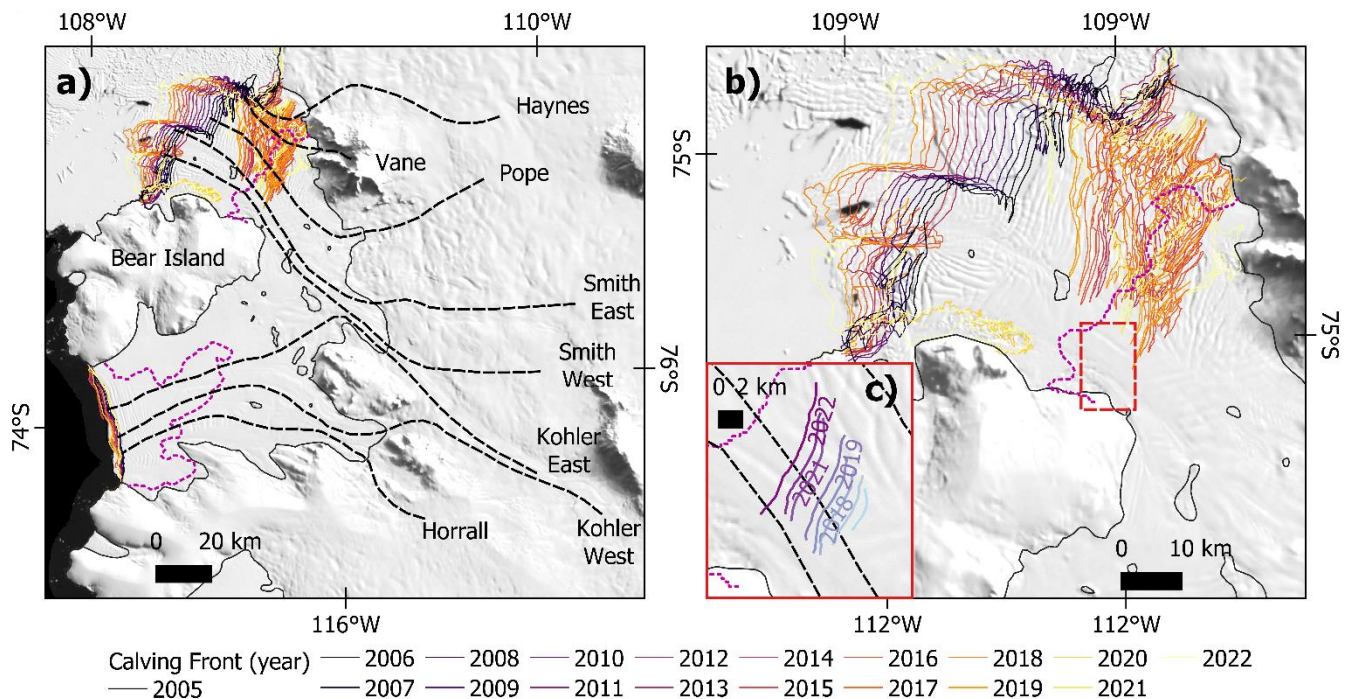 108°W
110°W
109°W
109°W
a)
b)
Haynes
Vane
Pope
Bear Island
Smith
East
Smith
West
Kohler
East
Kohler
West
Horrall
0 20 km
74°S
76°S
75°S
75°S
c)
0 2 km
2022
2021
2019
2018
0 10 km
116°W
112°W
112°W
Calving Front (year)
2005
2006
2007
2008
2009
2010
2011
2012
2013
2014
2015
2016
2017
2018
2019
2020
2021
2022